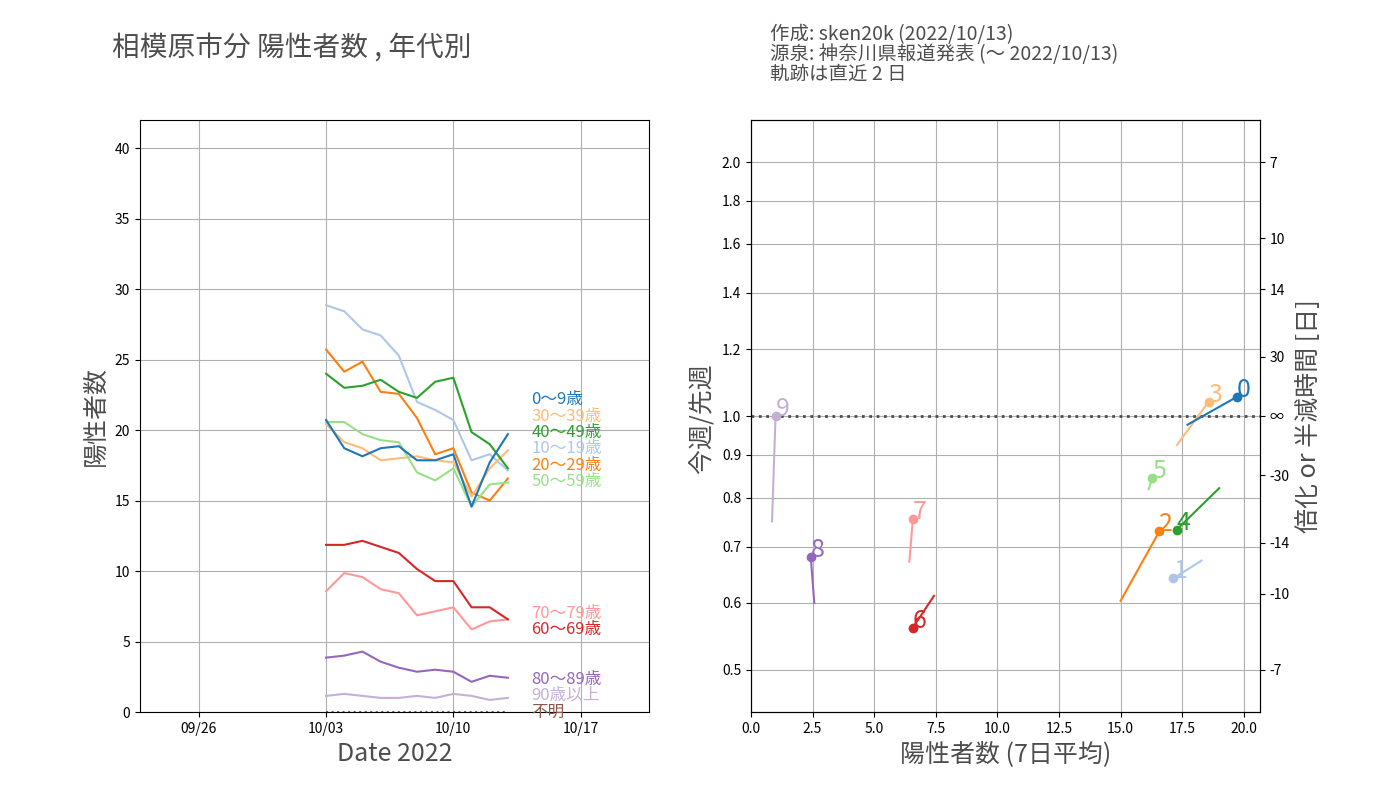 相模原市分 陽性者数 , 年代別
作成: sken20k (2022/10/13)
源泉: 神奈川県報道発表 (～ 2022/10/13)
軌跡は直近 2 日
陽性者数
40
35
30
25
20
15
10
5
0
09/26
10/03
10/10
10/17
Date 2022
0～9歳
30～39歳
40～49歳
10～19歳
20～29歳
50～59歳
70～79歳
60～69歳
80～89歳
90歳以上
不明
今週/先週
2.0
1.8
1.6
1.4
1.2
1.0
0.9
0.8
0.7
0.6
0.5
9
3
0
5
7
2
4
8
1
6
0.0
2.5
5.0
7.5
10.0
12.5
15.0
17.5
20.0
陽性者数 (7日平均)
7
10
14
30
∞
-30
-14
-10
-7
倍化 or 半減時間 [日]